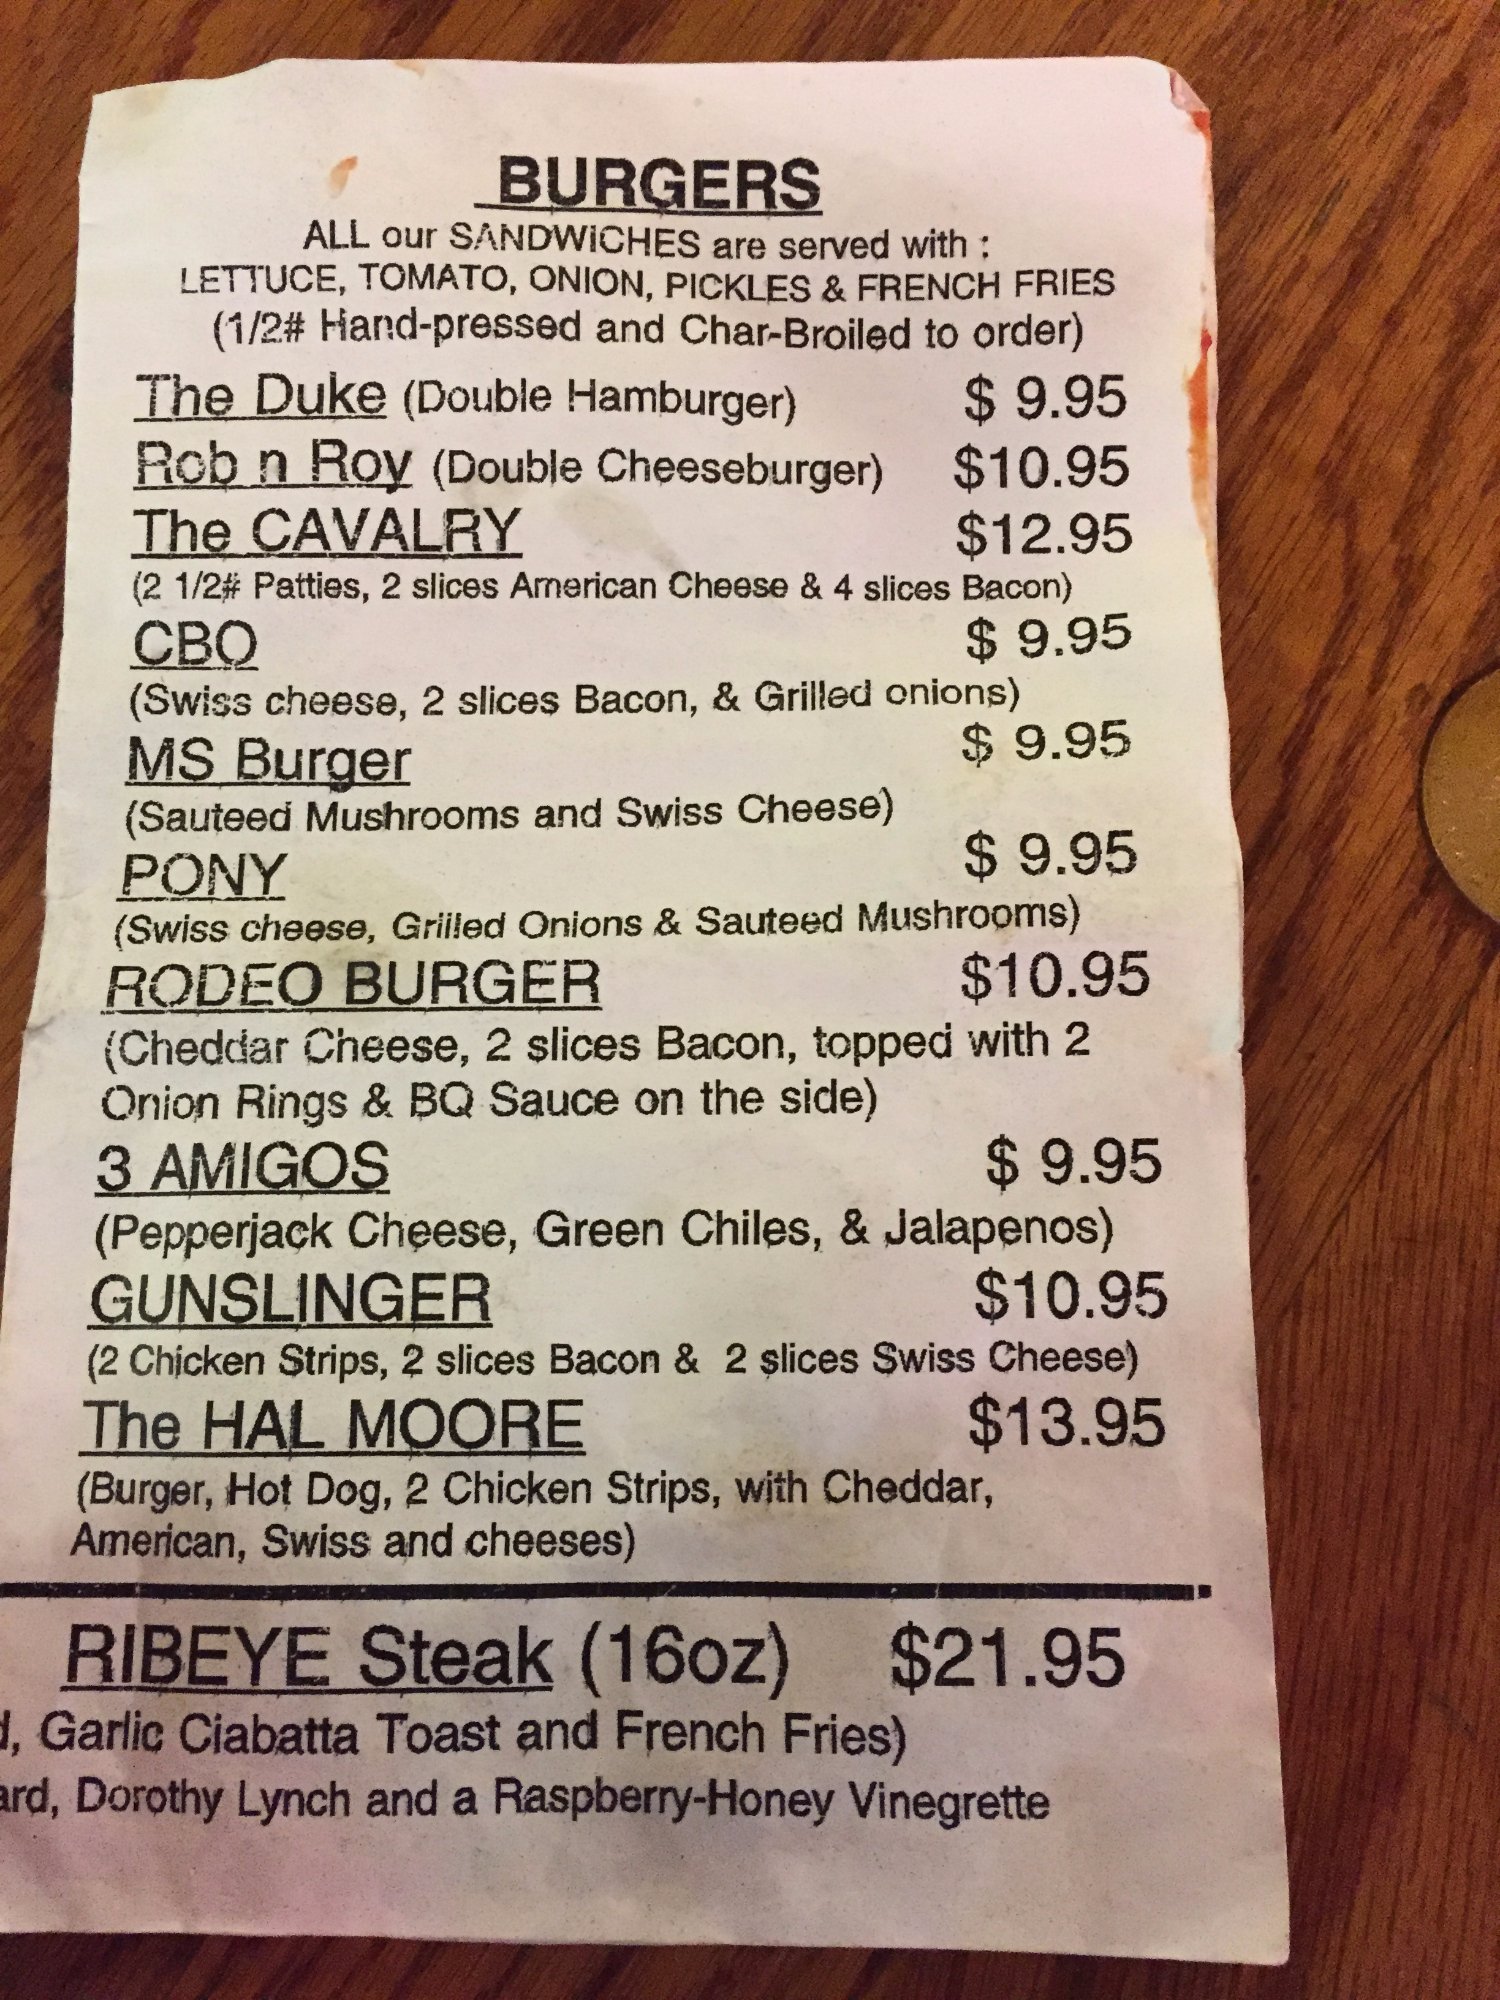 BURGERS
ALL our SANDWICHES are served with :
LETTUCE, TOMATO, ONION, PICKLES & FRENCH FRIES
(1/2# Hand-pressed and Char-Broiled to order)
The Duke (Double Hamburger) $ 9.95
Rob n Roy (Double Cheeseburger) $10.95
The CAVALRY $12.95
(2 1/2# Patties, 2 slices American Cheese & 4 slices Bacon)
CBO $ 9.95
(Swiss cheese, 2 slices Bacon, & Grilled onions)
MS Burger $ 9.95
(Sauteed Mushrooms and Swiss Cheese)
PONY $ 9.95
(Swiss cheese, Grilled Onions & Sauteed Mushrooms)
RODEO BURGER $10.95
(Cheddar Cheese, 2 slices Bacon, topped with 2
Onion Rings & BQ Sauce on the side)
3 AMIGOS $ 9.95
(Pepperjack Cheese, Green Chiles, & Jalapenos)
GUNSLINGER $10.95
(2 Chicken Strips, 2 slices Bacon & 2 slices Swiss Cheese)
The HAL MOORE $13.95
(Burger, Hot Dog, 2 Chicken Strips, with Cheddar,
American, Swiss and cheeses)
RIBEYE Steak (16oz) $21.95
, Garlic Ciabatta Toast and French Fries)
ard, Dorothy Lynch and a Raspberry-Honey Vinegrette